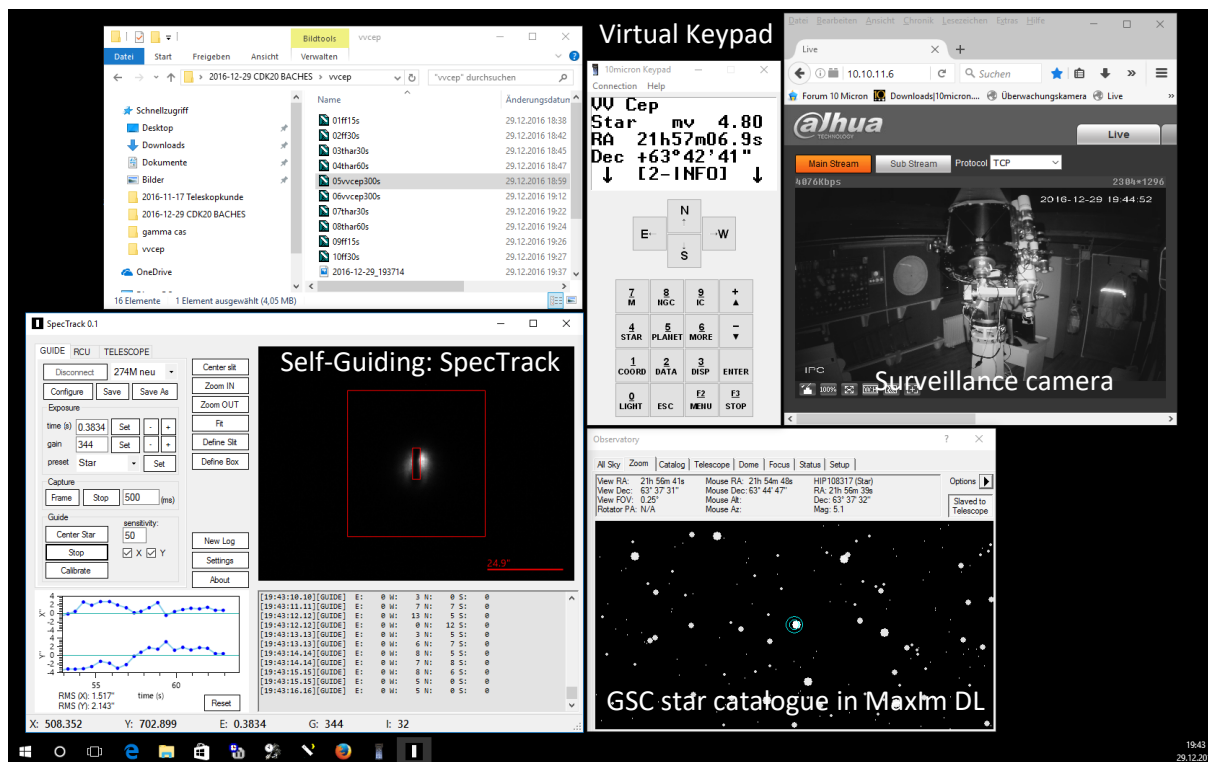 Bildtools vvcep
Datei Start Freigeben Ansicht Verwalten
2016-12-29 CDK20 BACHES > vvcep
"vvcep" durchsuchen
Name Änderungsdatum
Schnellzugriff
Desktop
Downloads
Dokumente
Bilder
2016-11-17 Teleskopkunde
2016-12-29 CDK20 BACHES
gamma cas
vvcep
OneDrive
01ff15s 29.12.2016 18:38
02ff30s 29.12.2016 18:42
03thar30s 29.12.2016 18:45
04thar60s 29.12.2016 18:47
05vvcep300s 29.12.2016 18:59
06vvcep300s 29.12.2016 19:12
07thar30s 29.12.2016 19:22
08thar60s 29.12.2016 19:24
09ff15s 29.12.2016 19:26
10ff30s 29.12.2016 19:27
2016-12-29_193714 29.12.2016 19:37
16 Elemente 1 Element ausgewählt (4,05 MB)
Virtual Keypad
10micron Keypad
Connection Help
VV Cep
Star mv 4.80
RA 21h57m06.9s
Dec +63°42'41"
↓ [2-INFO] ↓
N
E← →W
S
7 M 8 NGC 9 IC + ▲
4 STAR 5 PLANET 6 MORE - ▼
1 COORD 2 DATA 3 DISP ENTER
0 LIGHT ESC F2 MENU F3 STOP
Datei Bearbeiten Ansicht Chronik Lesezeichen Extras Hilfe
Live
10.10.11.6
Suchen
Forum 10 Micron Downloads|10micron.... Überwachungskamera Live
alhua
TECHNOLOGY
Live
Main Stream Sub Stream Protocol TCP
4076Kbps 2304*1296
2016-12-29 19:44:52
IPC
100%
Surveillance camera
SpecTrack 0.1
GUIDE RCU TELESCOPE
Disconnect 274M neu
Configure Save Save As
Exposure
time (s) 0.3834 Set - +
gain 344 Set - +
preset Star Set
Capture
Frame Stop 500 (ms)
Guide
Center Star sensitivity: 50
Stop X Y
Calibrate
Center slit
Zoom IN
Zoom OUT
Fit
Define Slit
Define Box
New Log
Settings
About
Self-Guiding: SpecTrack
24.9"
X"
4
2
0
-2
-4
Y"
4
2
0
-2
-4
55 60
time (s)
RMS (X): 1.517"
RMS (Y): 2.143"
Reset
[19:43:10.10][GUIDE] E: 0 W: 3 N: 0 S: 0
[19:43:11.11][GUIDE] E: 0 W: 7 N: 7 S: 0
[19:43:12.12][GUIDE] E: 0 W: 13 N: 5 S: 0
[19:43:12.12][GUIDE] E: 0 W: 0 N: 12 S: 0
[19:43:13.13][GUIDE] E: 0 W: 3 N: 5 S: 0
[19:43:13.13][GUIDE] E: 0 W: 6 N: 7 S: 0
[19:43:14.14][GUIDE] E: 0 W: 8 N: 5 S: 0
[19:43:14.14][GUIDE] E: 0 W: 7 N: 8 S: 0
[19:43:15.15][GUIDE] E: 0 W: 8 N: 6 S: 0
[19:43:15.15][GUIDE] E: 0 W: 5 N: 0 S: 0
[19:43:16.16][GUIDE] E: 0 W: 5 N: 0 S: 0
X: 508.352 Y: 702.899 E: 0.3834 G: 344 I: 32
Observatory
All Sky Zoom Catalog Telescope Dome Focus Status Setup
View RA: 21h 56m 41s Mouse RA: 21h 54m 48s HIP108317 (Star)
View Dec: 63° 37' 31" Mouse Dec: 63° 44' 47" RA: 21h 56m 39s
View FOV: 0.25° Mouse Alt: Dec: 63° 37' 32"
Rotator PA: N/A Mouse Az: Mag: 5.1
Options
Slaved to
Telescope
GSC star catalogue in MaxIm DL
19:43
29.12.20